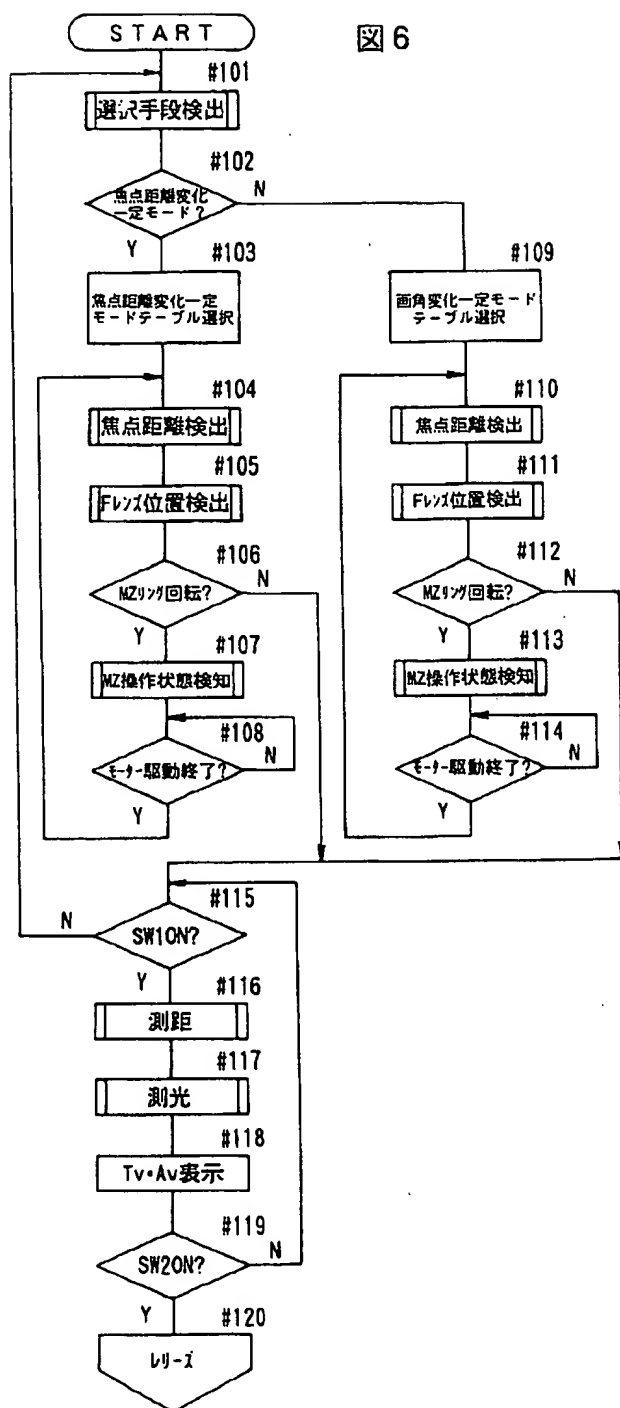 START
図6
#101
選択手段検出
#102
焦点距離変化
一定モード?
N
Y
#103
焦点距離変化一定
モードテーブル選択
#109
画角変化一定モード
テーブル選択
#104
焦点距離検出
#110
焦点距離検出
#105
Fレンズ位置検出
#111
Fレンズ位置検出
#106
MZリング回転?
N
Y
#112
MZリング回転?
N
Y
#107
MZ操作状態検知
#113
MZ操作状態検知
#108
モーター駆動終了?
N
Y
#114
モーター駆動終了?
N
Y
#115
SW1ON?
N
Y
#116
測距
#117
測光
#118
Tv・Av表示
#119
SW2ON?
N
Y
#120
レリーズ